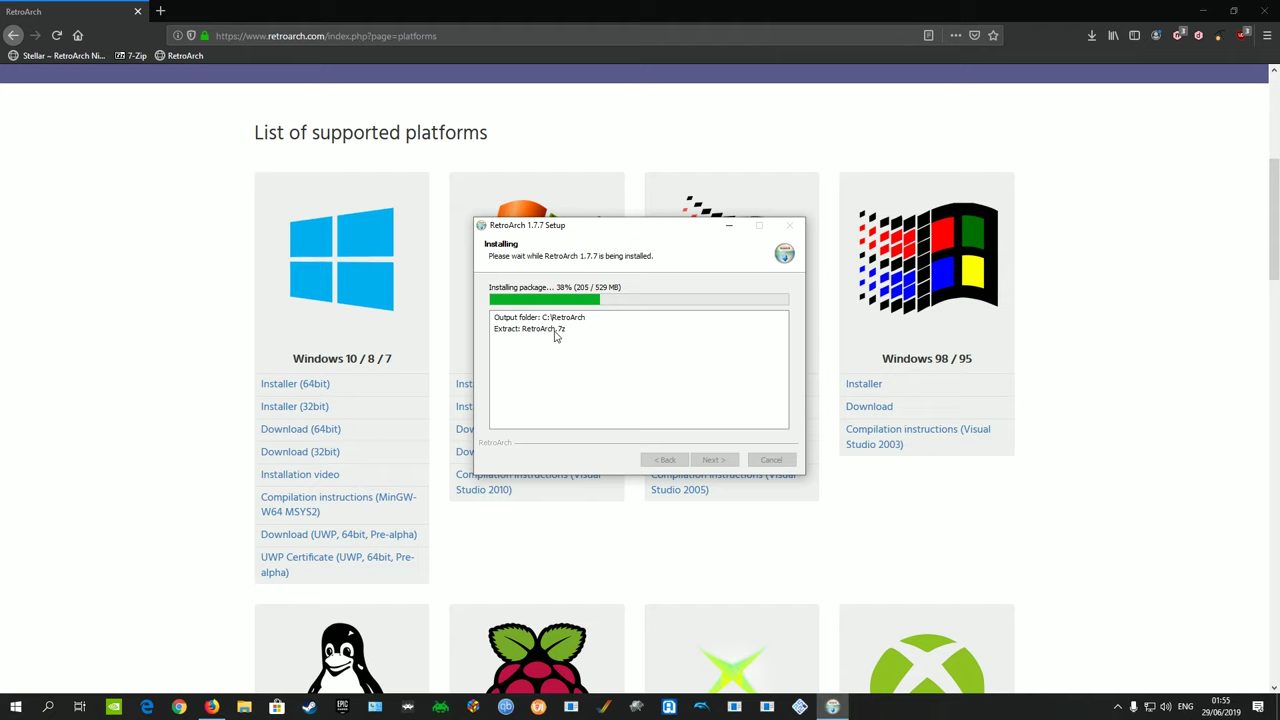 RetroArch
https://www.retroarch.com/index.php?page=platforms
Stellar ~ RetroArch Ni...
7-Zip
RetroArch
List of supported platforms
RetroArch 1.7.7 Setup
Installing
Please wait while RetroArch 1.7.7 is being installed.
Installing package... 38% (205 / 529 MB)
Output folder: C:\RetroArch
Extract: RetroArch.7z
RetroArch
< Back
Next >
Cancel
Windows 10 / 8 / 7
Installer (64bit)
Installer (32bit)
Download (64bit)
Download (32bit)
Installation video
Compilation instructions (MinGW-
W64 MSYS2)
Download (UWP, 64bit, Pre-alpha)
UWP Certificate (UWP, 64bit, Pre-
alpha)
Inst
Inst
Dow
Dow
Compilation instructions (Visual
Studio 2010)
Compilation instructions (Visual
Studio 2005)
Windows 98 / 95
Installer
Download
Compilation instructions (Visual
Studio 2003)
EPIC
01:55
29/06/2019